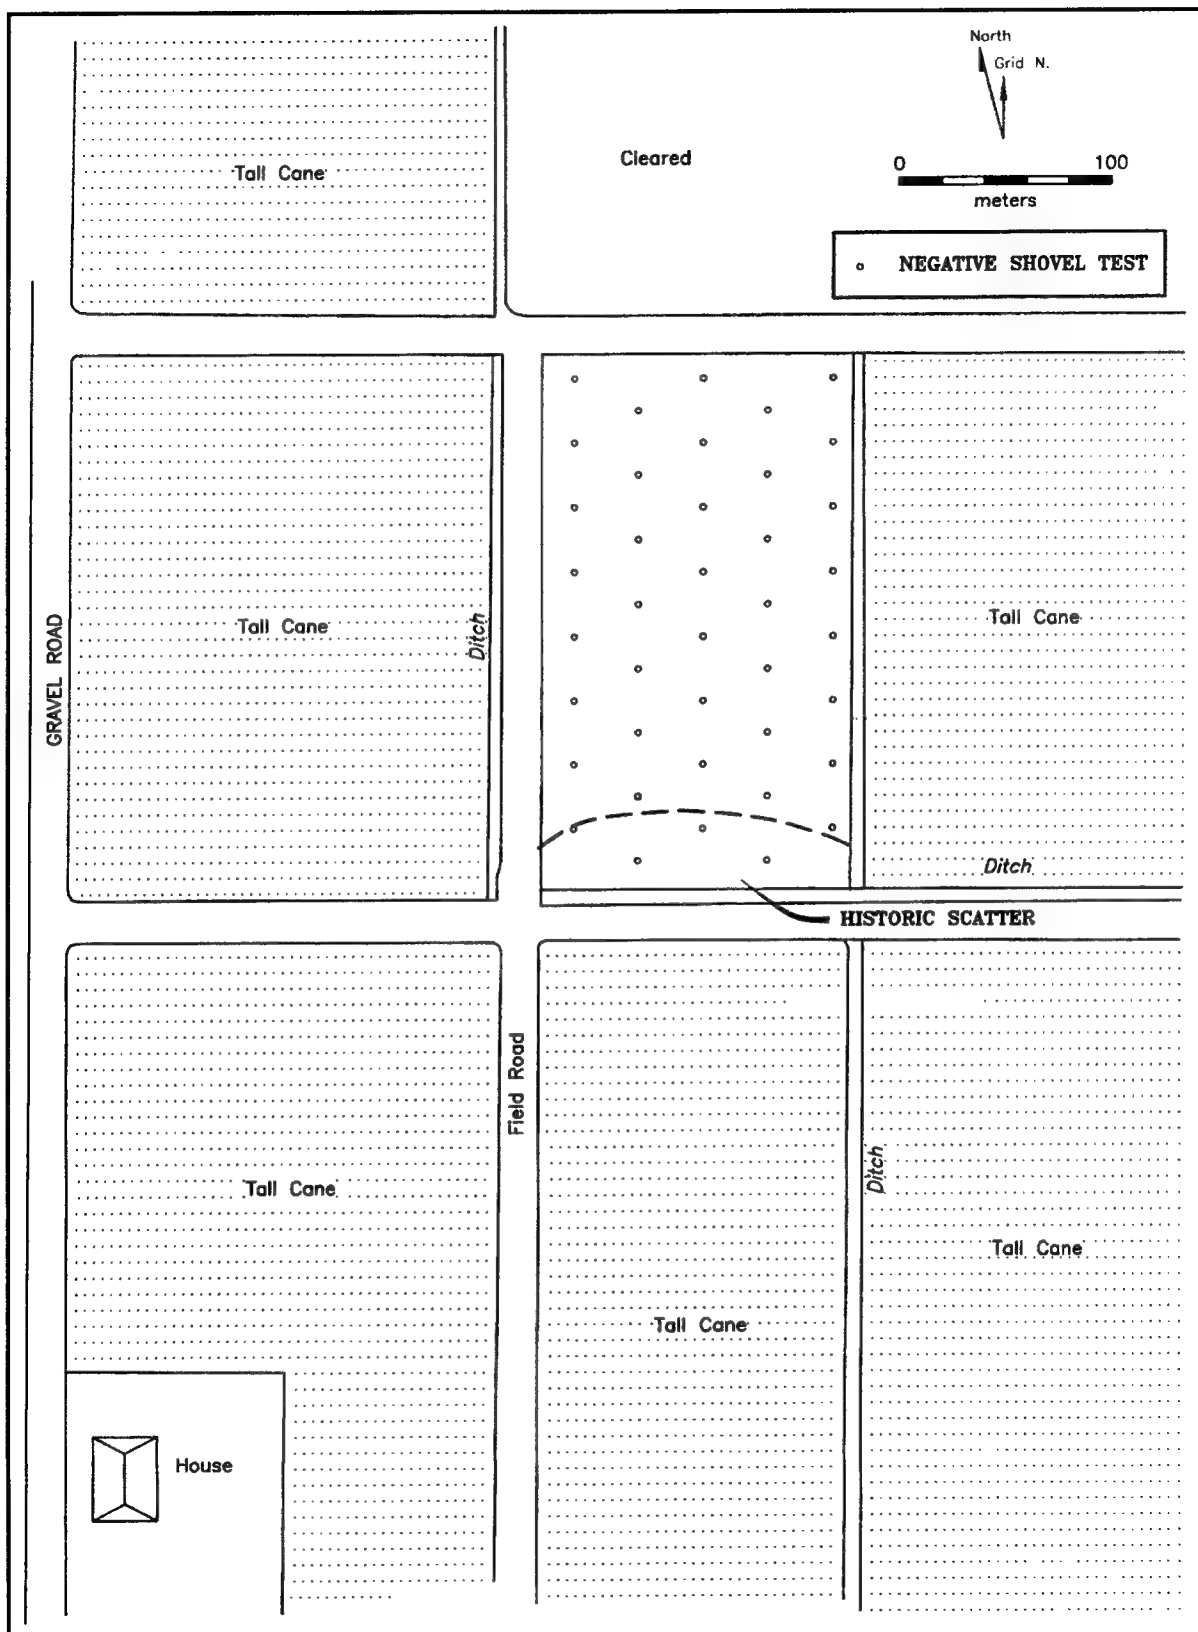 North
Grid N.
Cleared
0 100
meters
Tall Cane
NEGATIVE SHOVEL TEST
GRAVEL ROAD
Tall Cane
Ditch
Tall Cane
Ditch
HISTORIC SCATTER
Field Road
Tall Cane
Ditch
Tall Cane
Tall Cane
House